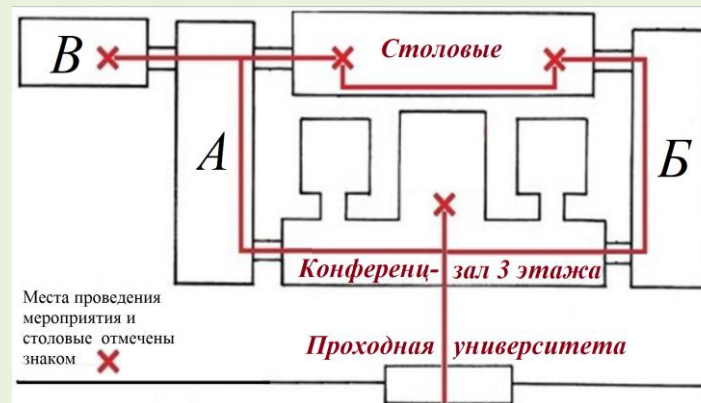 Столовые
В
А
Б
Конференц- зал 3 этажа
Места проведения
мероприятия и
столовые отмечены
знаком
Проходная университета